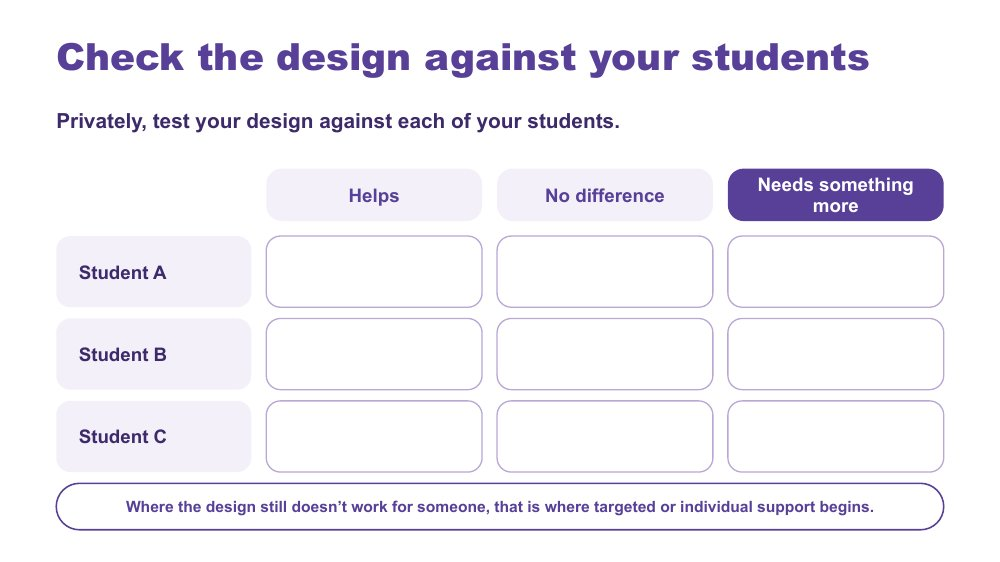 Check the design against your students
Privately, test your design against each of your students.
Helps
No difference
Needs something
more
Student A
Student B
Student C
Where the design still doesn’t work for someone, that is where targeted or individual support begins.